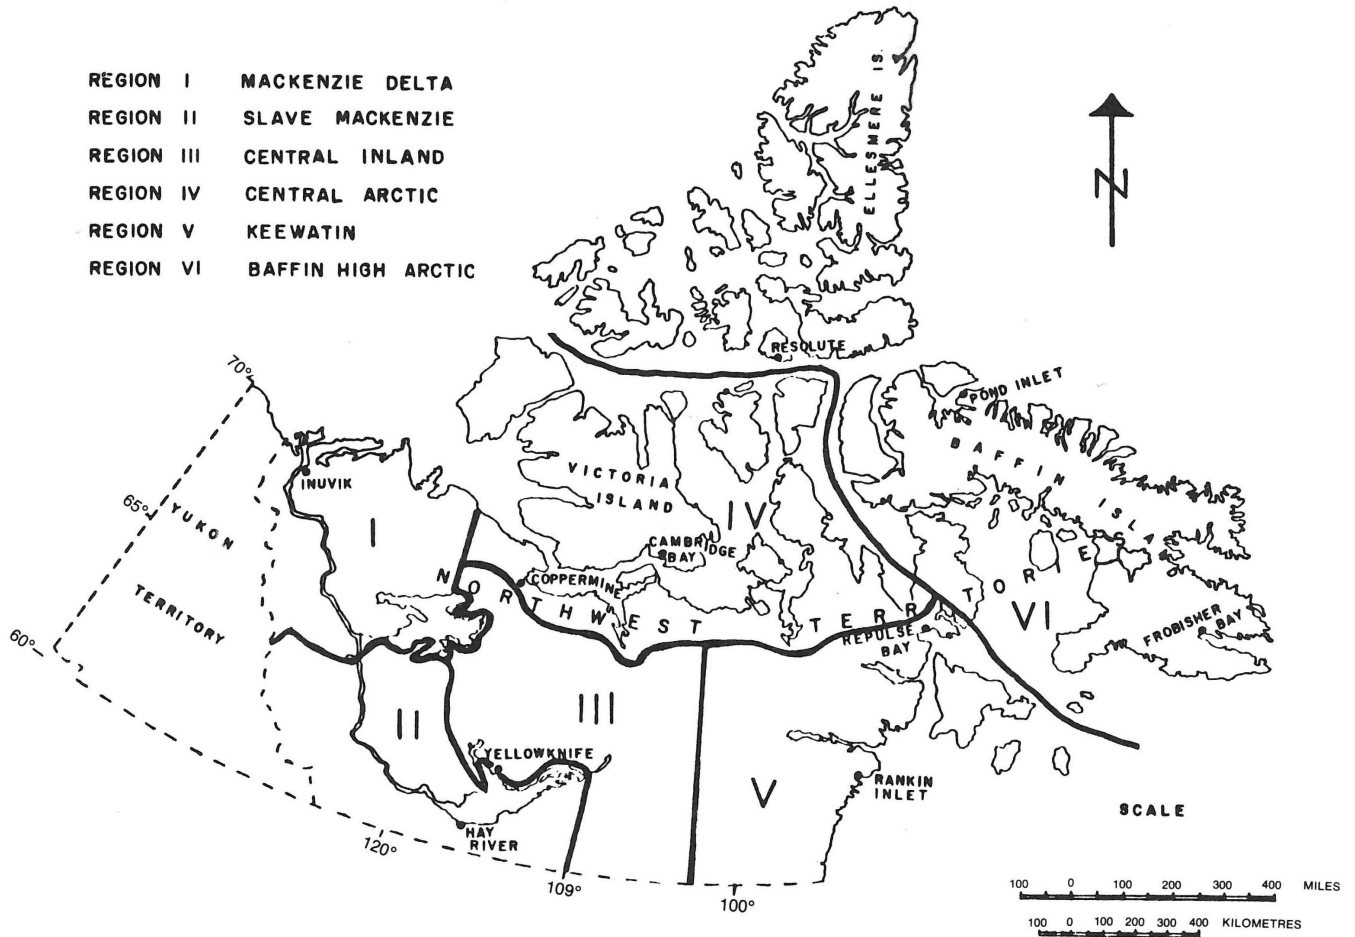 REGION I MACKENZIE DELTA
REGION II SLAVE MACKENZIE
REGION III CENTRAL INLAND
REGION IV CENTRAL ARCTIC
REGION V KEEWATIN
REGION VI BAFFIN HIGH ARCTIC
ELLESMERE IS.
N
RESOLUTE
70°
POND INLET
BAFFIN ISL
VICTORIA
ISLAND
INUVIK
65°
YUKON
TERRITORY
I
IV
CAMBRIDGE
BAY
COPPERMINE
NORTHWEST TERRITORIES
REPULSE
BAY
VI
FROBISHER
BAY
60°
II
III
YELLOWKNIFE
V
RANKIN
INLET
HAY
RIVER
120°
109°
100°
SCALE
100 0 100 200 300 400 MILES
100 0 100 200 300 400 KILOMETRES